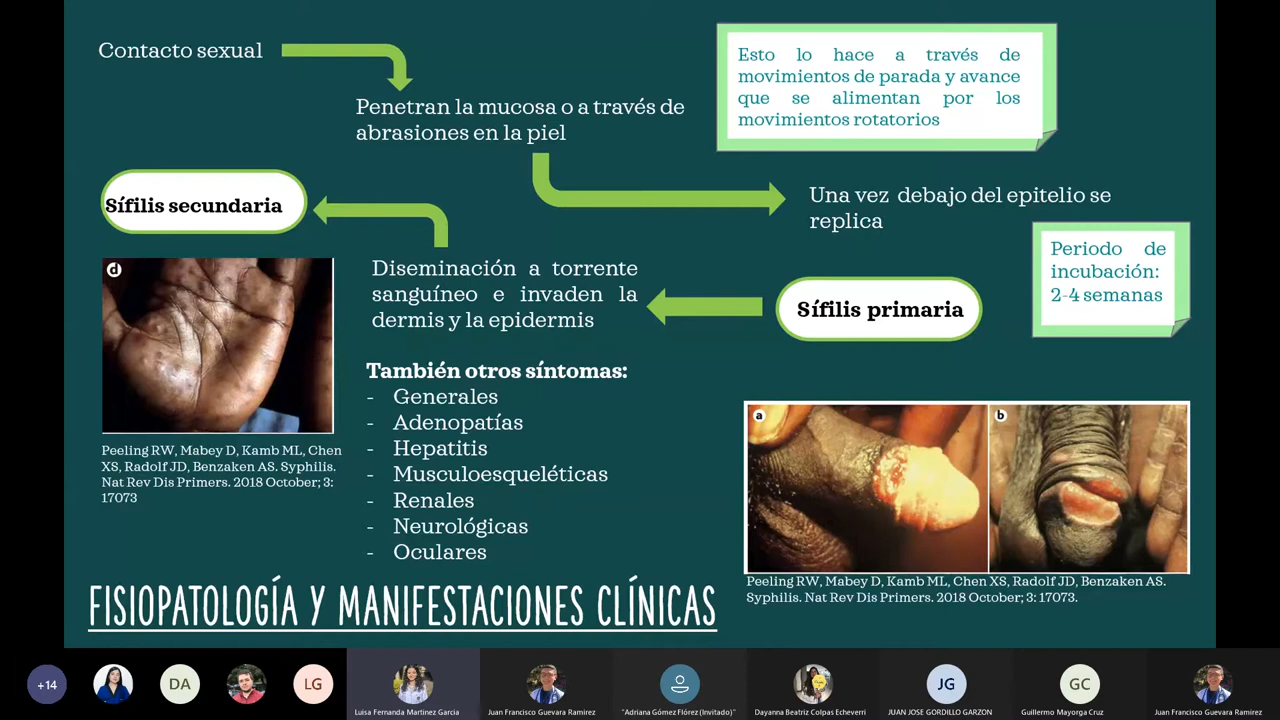 Contacto sexual
Penetran la mucosa o a través de
abrasiones en la piel
Esto lo hace a través de
movimientos de parada y avance
que se alimentan por los
movimientos rotatorios
Una vez debajo del epitelio se
replica
Periodo de
incubación:
2-4 semanas
Sífilis primaria
Diseminación a torrente
sanguíneo e invaden la
dermis y la epidermis
Sífilis secundaria
d
Peeling RW, Mabey D, Kamb ML, Chen
XS, Radolf JD, Benzaken AS. Syphilis.
Nat Rev Dis Primers. 2018 October; 3:
17073
También otros síntomas:
- Generales
- Adenopatías
- Hepatitis
- Musculoesqueléticas
- Renales
- Neurológicas
- Oculares
a
b
Peeling RW, Mabey D, Kamb ML, Chen XS, Radolf JD, Benzaken AS.
Syphilis. Nat Rev Dis Primers. 2018 October; 3: 17073.
FISIOPATOLOGÍA Y MANIFESTACIONES CLÍNICAS
+14
DA
LG
Luisa Fernanda Martinez Garcia
Juan Francisco Guevara Ramirez
"Adriana Gómez Flórez (Invitado)"
Dayanna Beatriz Colpas Echeverri
JG
JUAN JOSE GORDILLO GARZON
GC
Guillermo Mayorga Cruz
Juan Francisco Guevara Ramirez